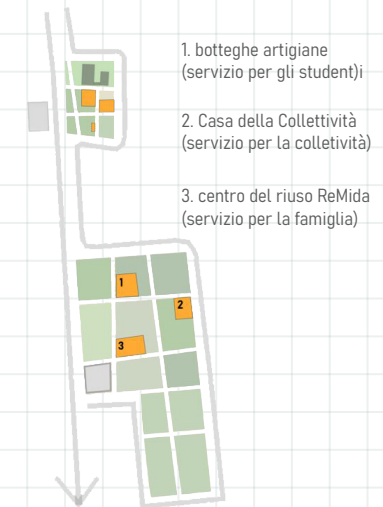 1. botteghe artigiane
(servizio per gli student)i
2. Casa della Collettività
(servizio per la colletività)
3. centro del riuso ReMida
(servizio per la famiglia)
1
2
3